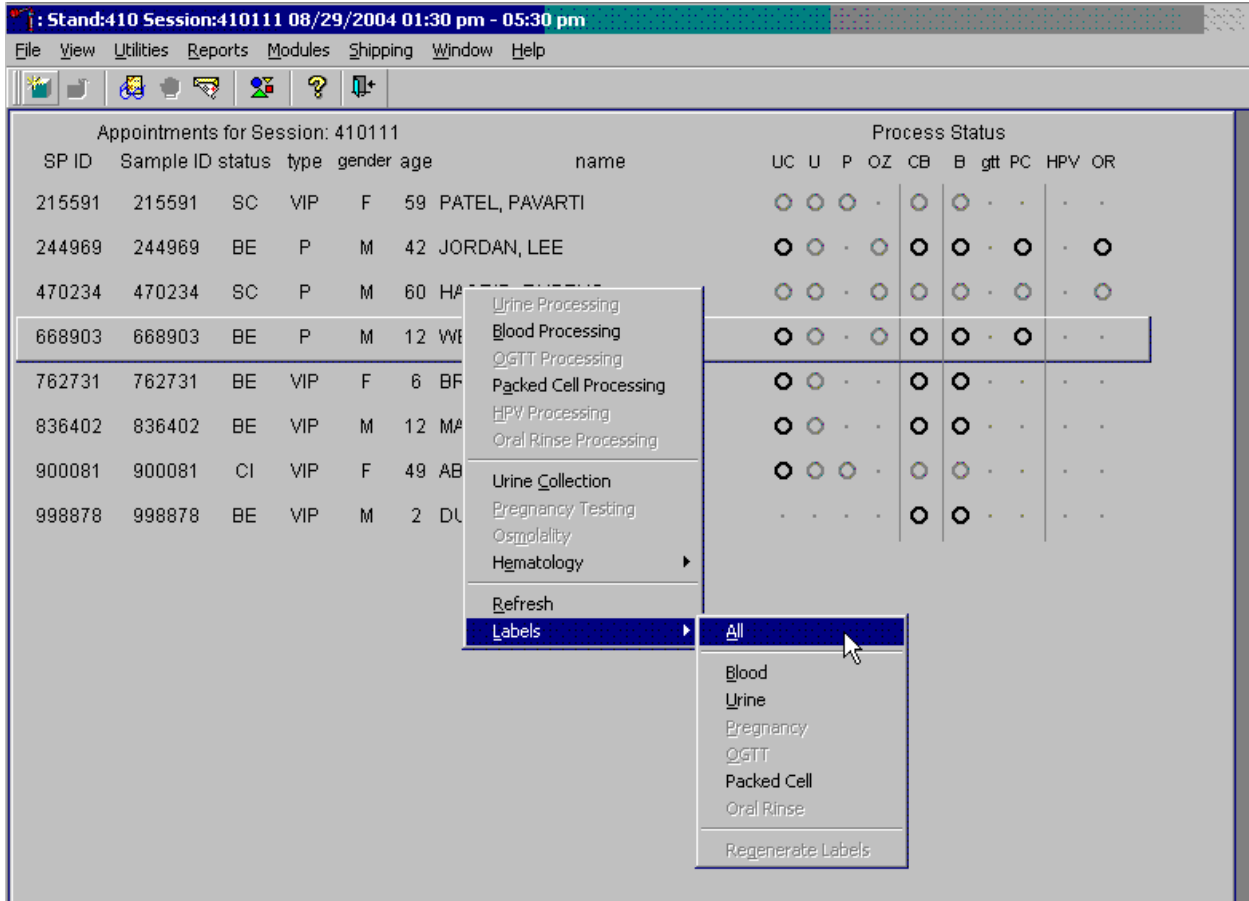 : Stand:410 Session:410111 08/29/2004 01:30 pm - 05:30 pm
File View Utilities Reports Modules Shipping Window Help
Appointments for Session: 410111 Process Status
SP ID Sample ID status type gender age name UC U P OZ CB B gtt PC HPV OR
215591 215591 SC VIP F 59 PATEL, PAVARTI
244969 244969 BE P M 42 JORDAN, LEE
470234 470234 SC P M 60
668903 668903 BE P M 12 WE
762731 762731 BE VIP F 6 BR
836402 836402 BE VIP M 12 MA
900081 900081 CI VIP F 49 AB
998878 998878 BE VIP M 2 DU
Urine Processing
Blood Processing
OGTT Processing
Packed Cell Processing
HPV Processing
Oral Rinse Processing
Urine Collection
Pregnancy Testing
Osmolality
Hematology
Refresh
Labels
All
Blood
Urine
Pregnancy
OGTT
Packed Cell
Oral Rinse
Regenerate Labels